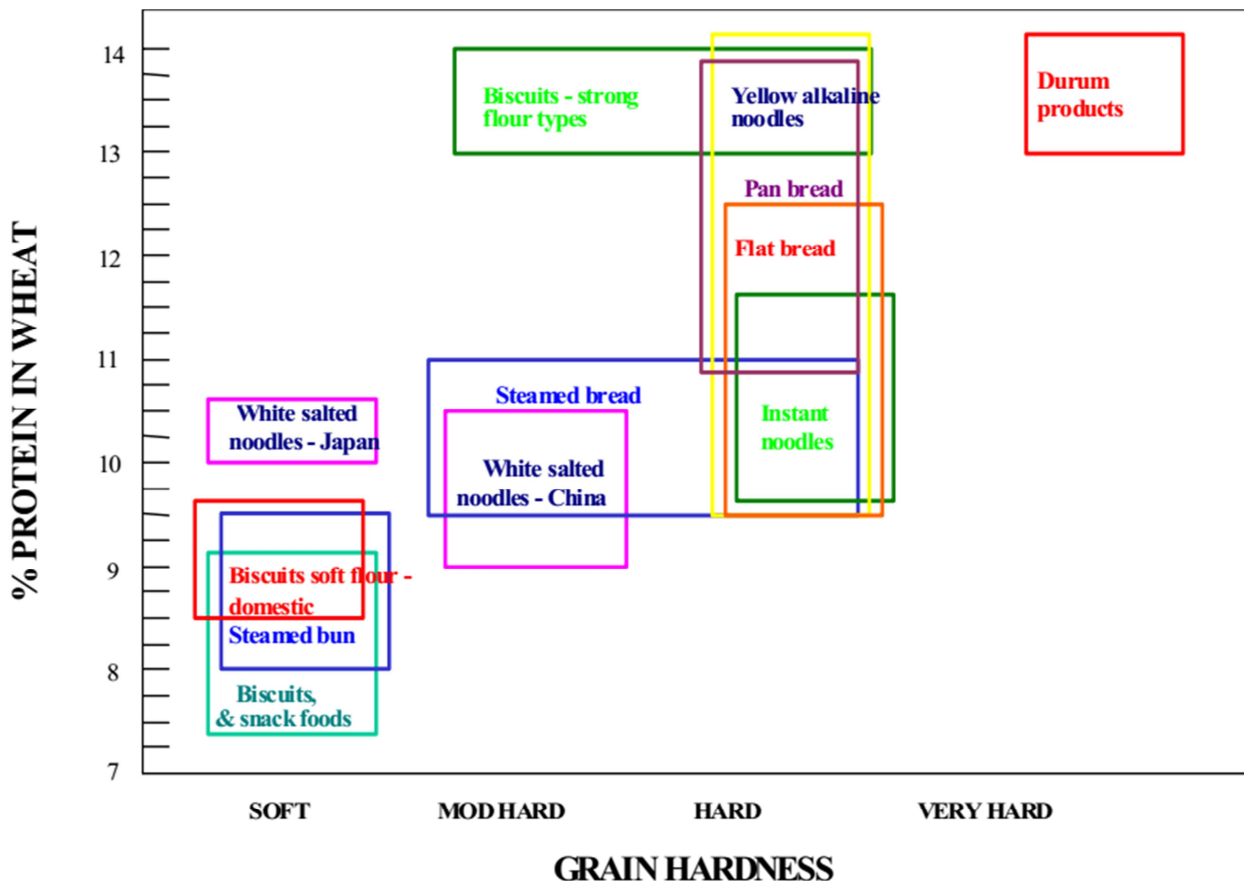 % PROTEIN IN WHEAT
14
13
12
11
10
9
8
7
Biscuits - strong
flour types
Yellow alkaline
noodles
Durum
products
Pan bread
Flat bread
Steamed bread
White salted
noodles - Japan
Instant
noodles
White salted
noodles - China
Biscuits soft flour -
domestic
Steamed bun
Biscuits,
& snack foods
SOFT
MOD HARD
HARD
VERY HARD
GRAIN HARDNESS